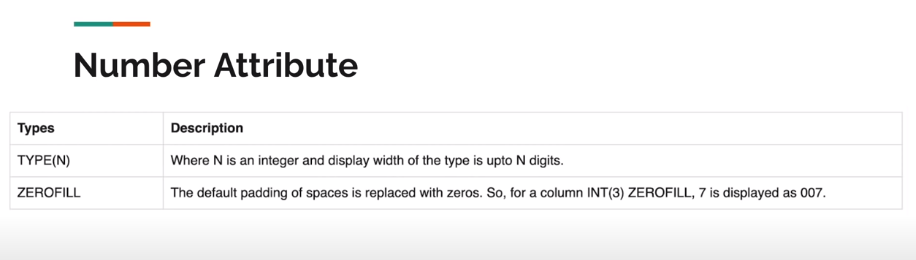 Number Attribute
Types Description
TYPE(N) Where N is an integer and display width of the type is upto N digits.
ZEROFILL The default padding of spaces is replaced with zeros. So, for a column INT(3) ZEROFILL, 7 is displayed as 007.